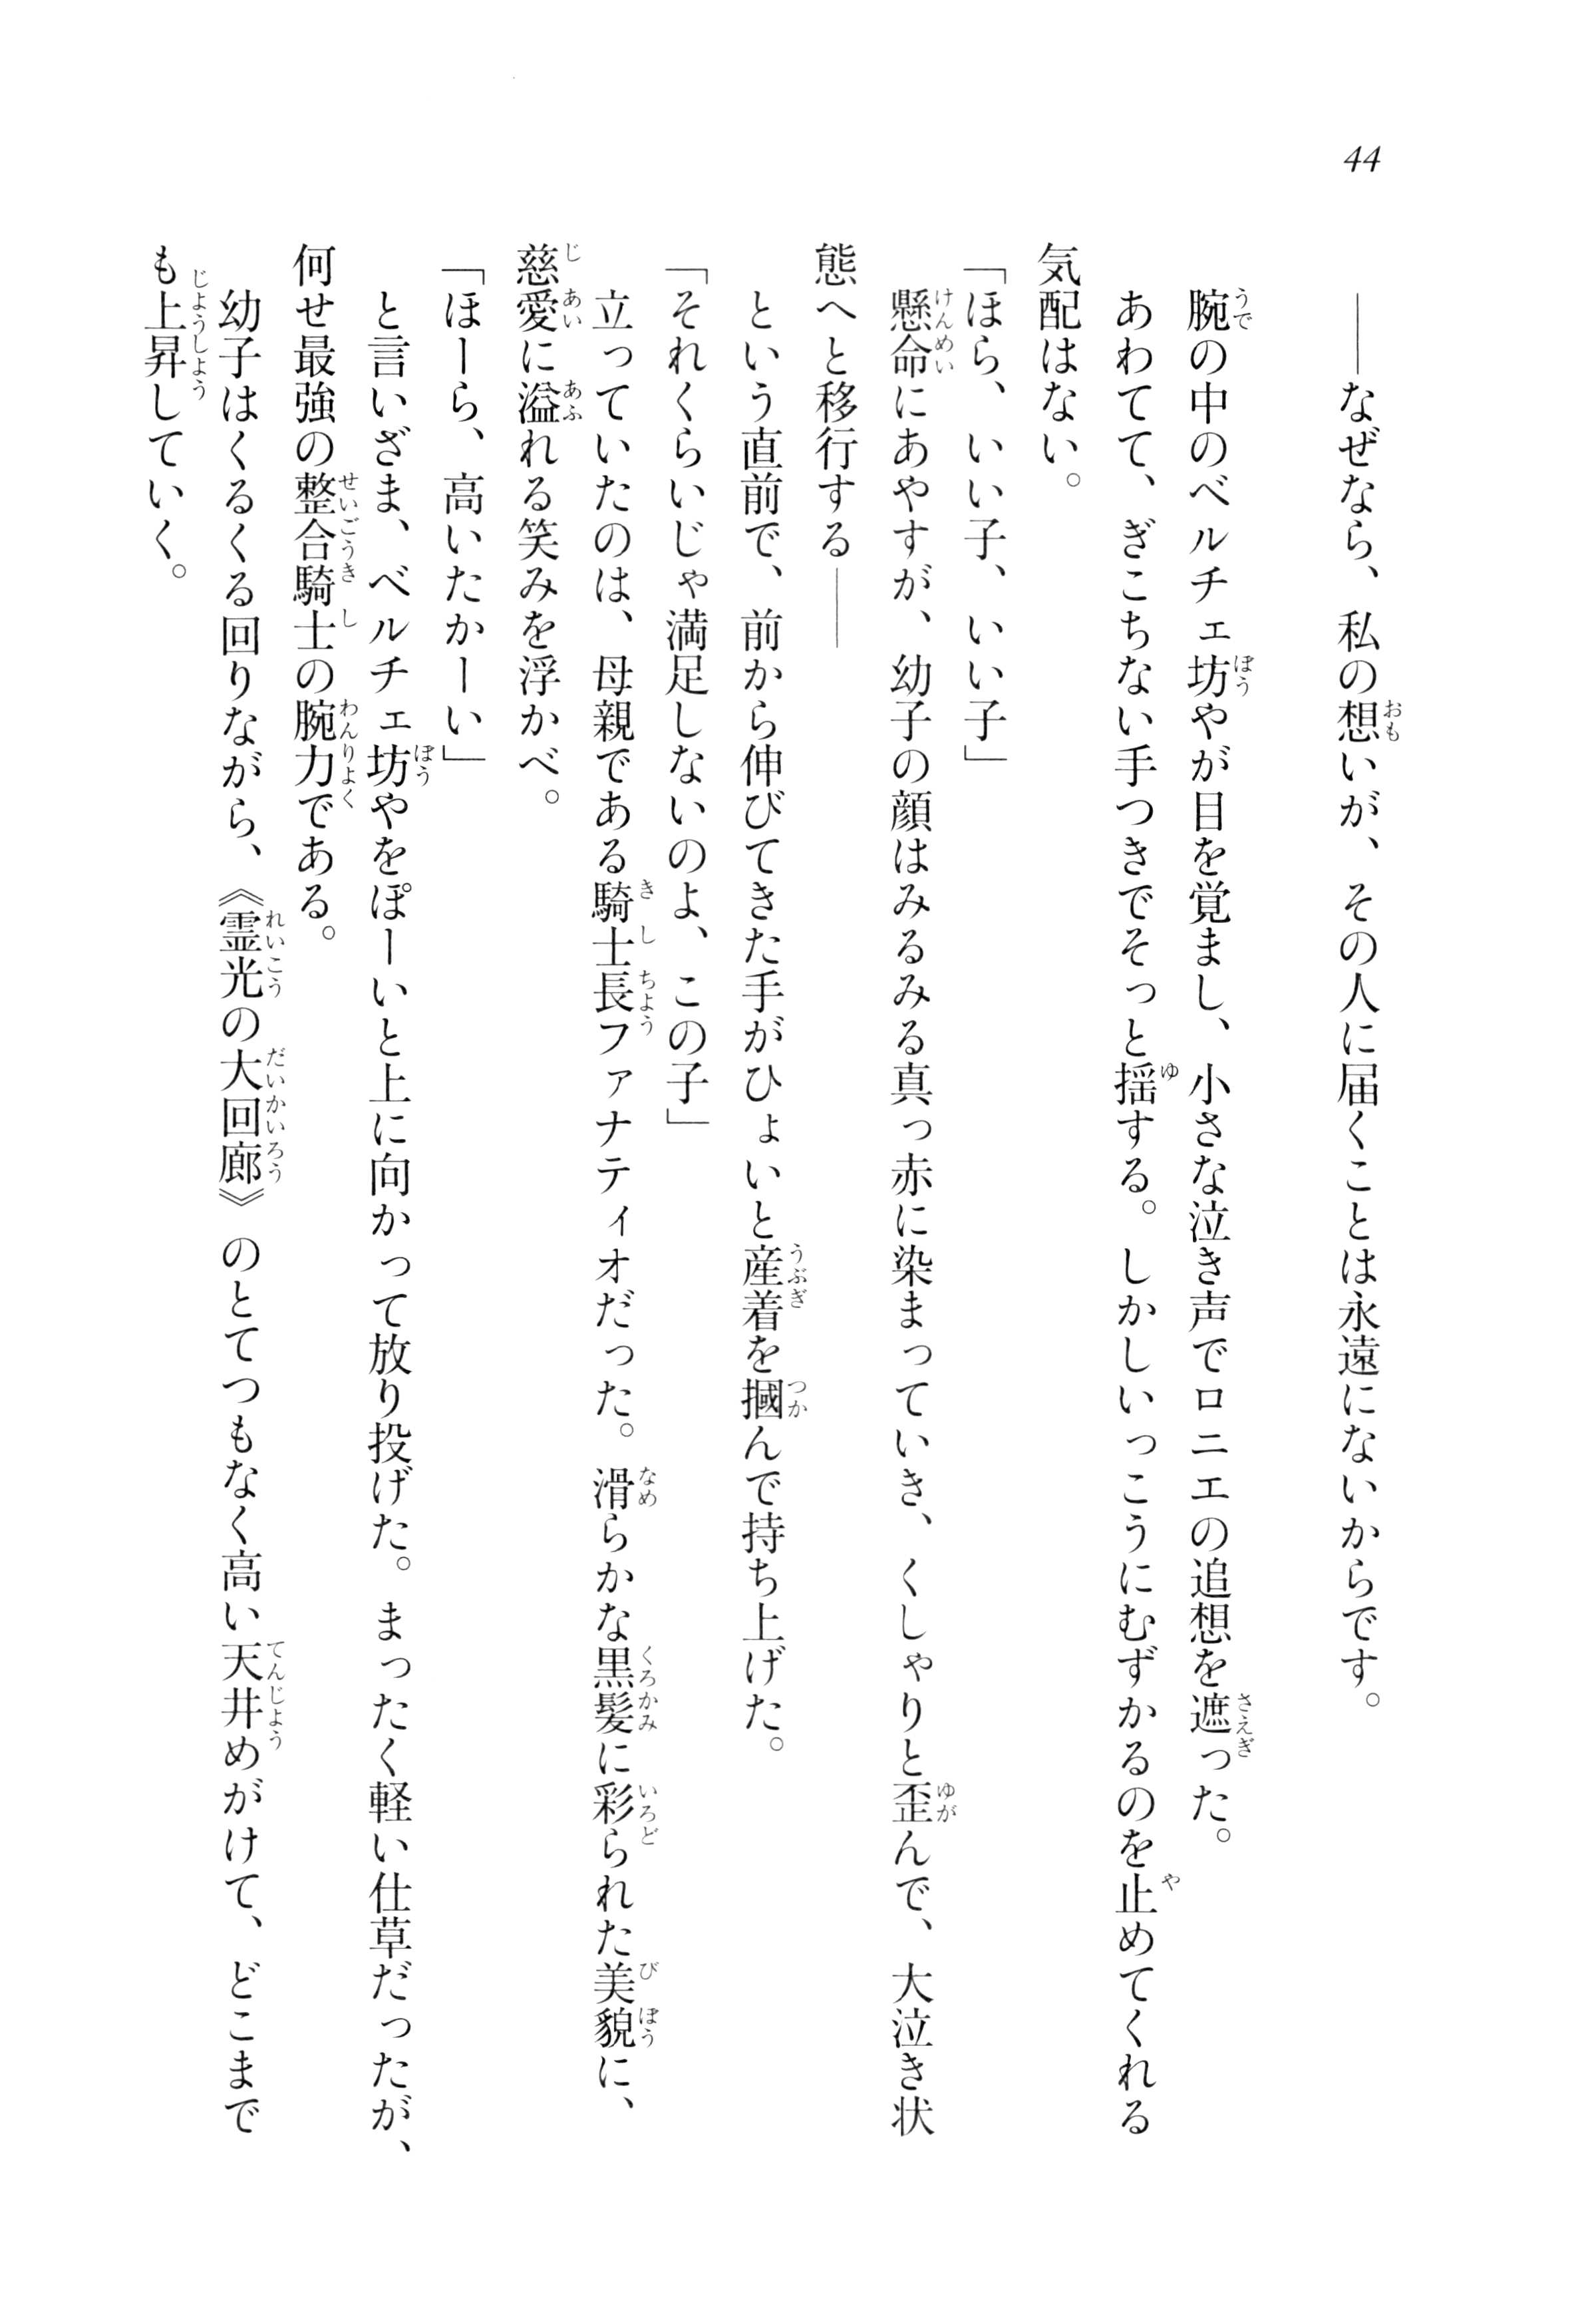 44
――なぜなら、私の想いが、その人に届くことは永遠にないからです。
腕の中のベルチェ坊やが目を覚まし、小さな泣き声でロニエの追想を遮った。
あわてて、ぎこちない手つきでそっと揺する。しかしいっこうにむずかるのを止めてくれる
気配はない。
「ほら、いい子、いい子」
懸命にあやすが、幼子の顔はみるみる真っ赤に染まっていき、くしゃりと歪んで、大泣き状
態へと移行する――
という直前で、前から伸びてきた手がひょいと産着を摑んで持ち上げた。
「それくらいじゃ満足しないのよ、この子」
立っていたのは、母親である騎士長ファナティオだった。滑らかな黒髪に彩られた美貌に、
慈愛に溢れる笑みを浮かべ。
「ほーら、高いたかーい」
と言いざま、ベルチェ坊やをぽーいと上に向かって放り投げた。まったく軽い仕草だったが、
何せ最強の整合騎士の腕力である。
幼子はくるくる回りながら、《霊光の大回廊》のとてつもなく高い天井めがけて、どこまで
も上昇していく。